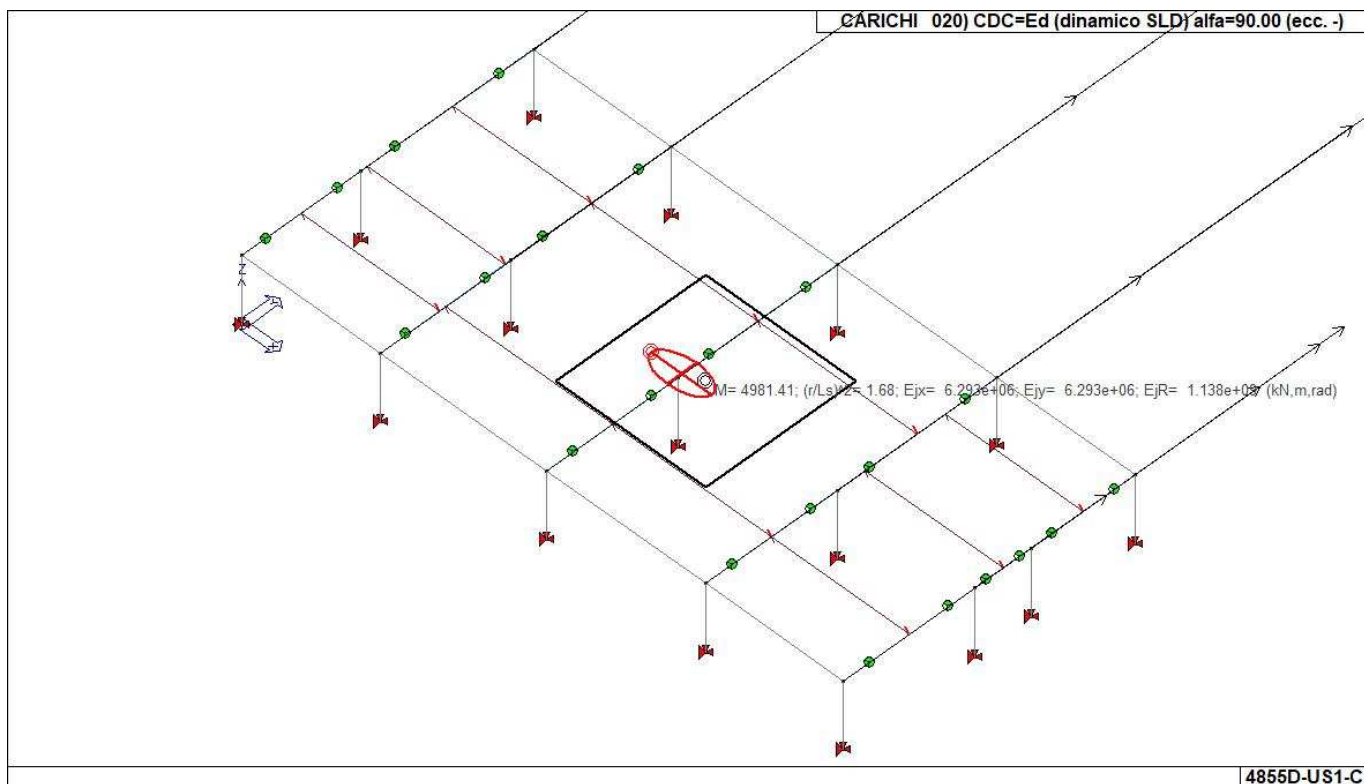 CARICHI 020) CDC=Ed (dinamico SLD) alfa=90.00 (ecc. -)
Z
M= 4981.41; (r/Ls)^2= 1.68; Ejx= 6.293e+06; Ejy= 6.293e+06; EjR= 1.138e+09 (kN,m,rad)
4855D-US1-C